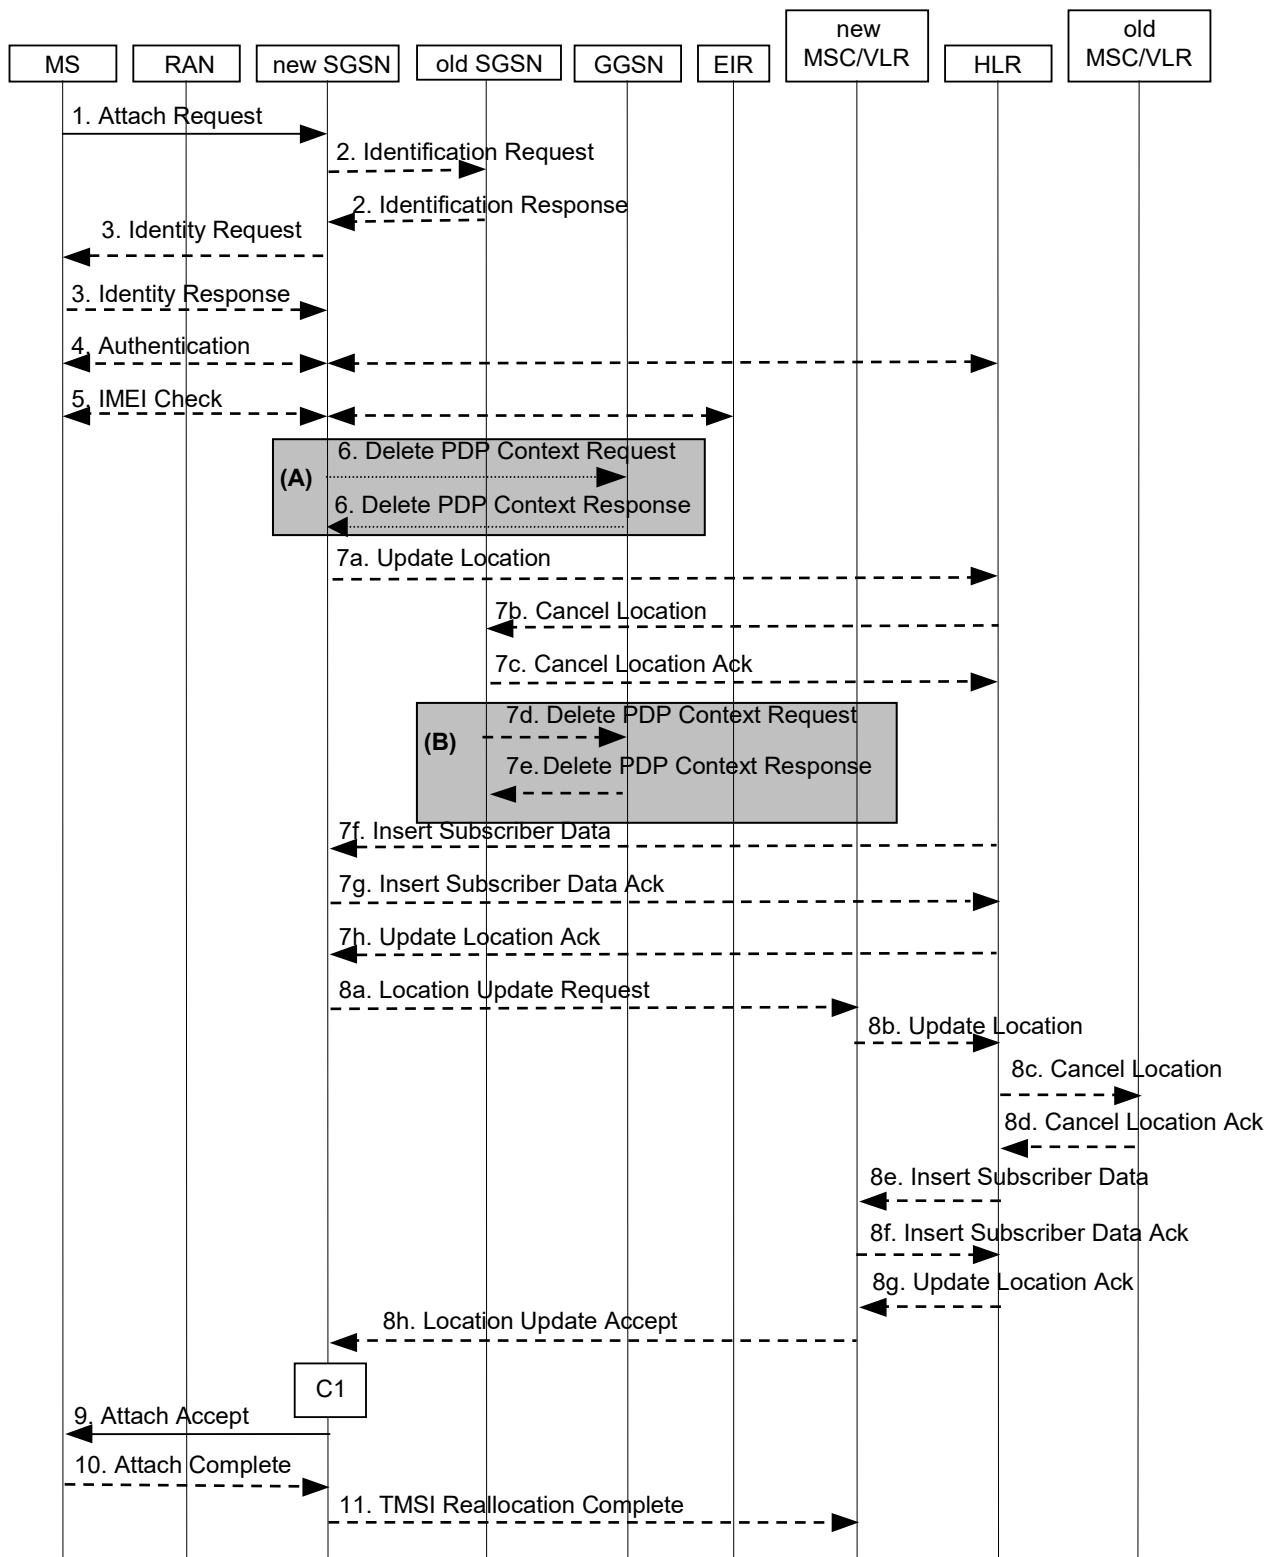 new
MSC/VLR
old
MSC/VLR
MS
RAN
new SGSN
old SGSN
GGSN
EIR
HLR
1. Attach Request
2. Identification Request
2. Identification Response
3. Identity Request
3. Identity Response
4. Authentication
5. IMEI Check
(A)
6. Delete PDP Context Request
6. Delete PDP Context Response
7a. Update Location
7b. Cancel Location
7c. Cancel Location Ack
(B)
7d. Delete PDP Context Request
7e. Delete PDP Context Response
7f. Insert Subscriber Data
7g. Insert Subscriber Data Ack
7h. Update Location Ack
8a. Location Update Request
8b. Update Location
8c. Cancel Location
8d. Cancel Location Ack
8e. Insert Subscriber Data
8f. Insert Subscriber Data Ack
8g. Update Location Ack
8h. Location Update Accept
C1
9. Attach Accept
10. Attach Complete
11. TMSI Reallocation Complete